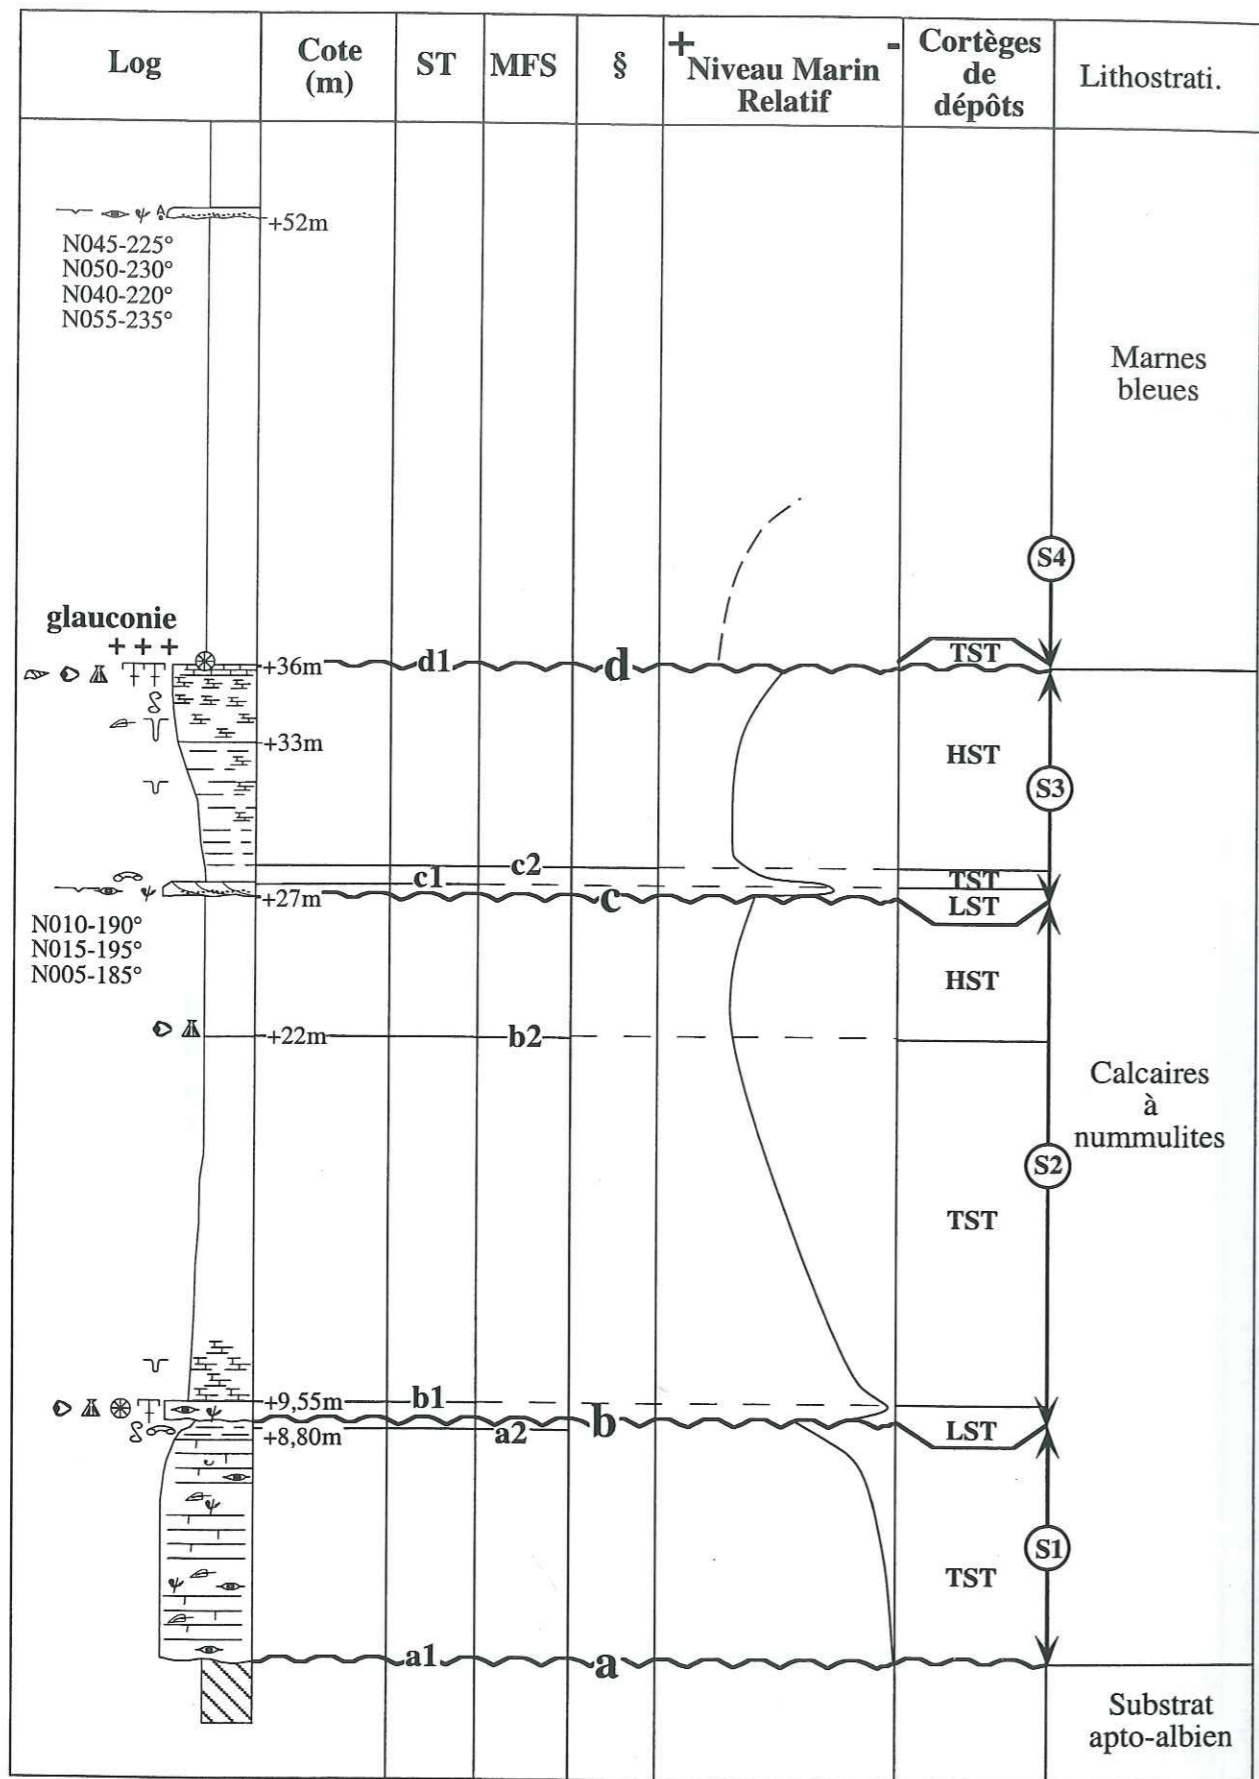 Log
Cote
(m)
ST
MFS
§
+ -
Niveau Marin
Relatif
Cortèges
de
dépôts
Lithostrati.
+52m
N045-225°
N050-230°
N040-220°
N055-235°
Marnes
bleues
S4
glauconie
+ + +
+36m
d1
d
TST
+33m
HST
S3
c2
c1
TST
+27m
c
LST
N010-190°
N015-195°
N005-185°
HST
+22m
b2
Calcaires
à
nummulites
S2
TST
+9,55m
b1
b
+8,80m
a2
LST
S1
TST
a1
a
Substrat
apto-albien